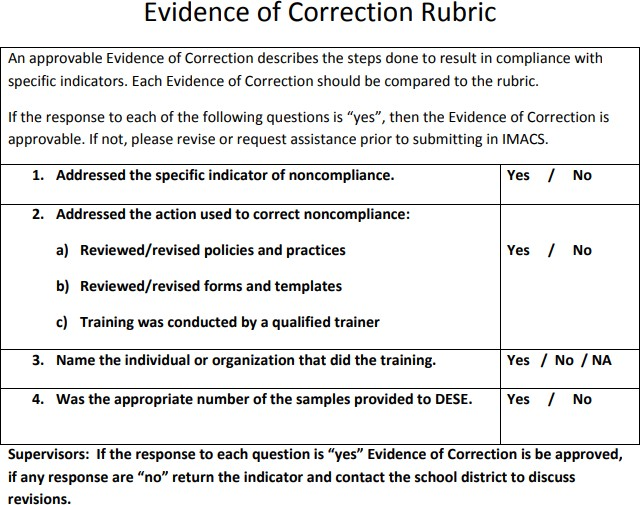 Evidence of Correction Rubric
An approvable Evidence of Correction describes the steps done to result in compliance with
specific indicators. Each Evidence of Correction should be compared to the rubric.
If the response to each of the following questions is “yes”, then the Evidence of Correction is
approvable. If not, please revise or request assistance prior to submitting in IMACS.
1. Addressed the specific indicator of noncompliance. Yes / No
2. Addressed the action used to correct noncompliance:
a) Reviewed/revised policies and practices Yes / No
b) Reviewed/revised forms and templates
c) Training was conducted by a qualified trainer
3. Name the individual or organization that did the training. Yes / No / NA
4. Was the appropriate number of the samples provided to DESE. Yes / No
Supervisors: If the response to each question is “yes” Evidence of Correction is be approved,
if any response are “no” return the indicator and contact the school district to discuss
revisions.